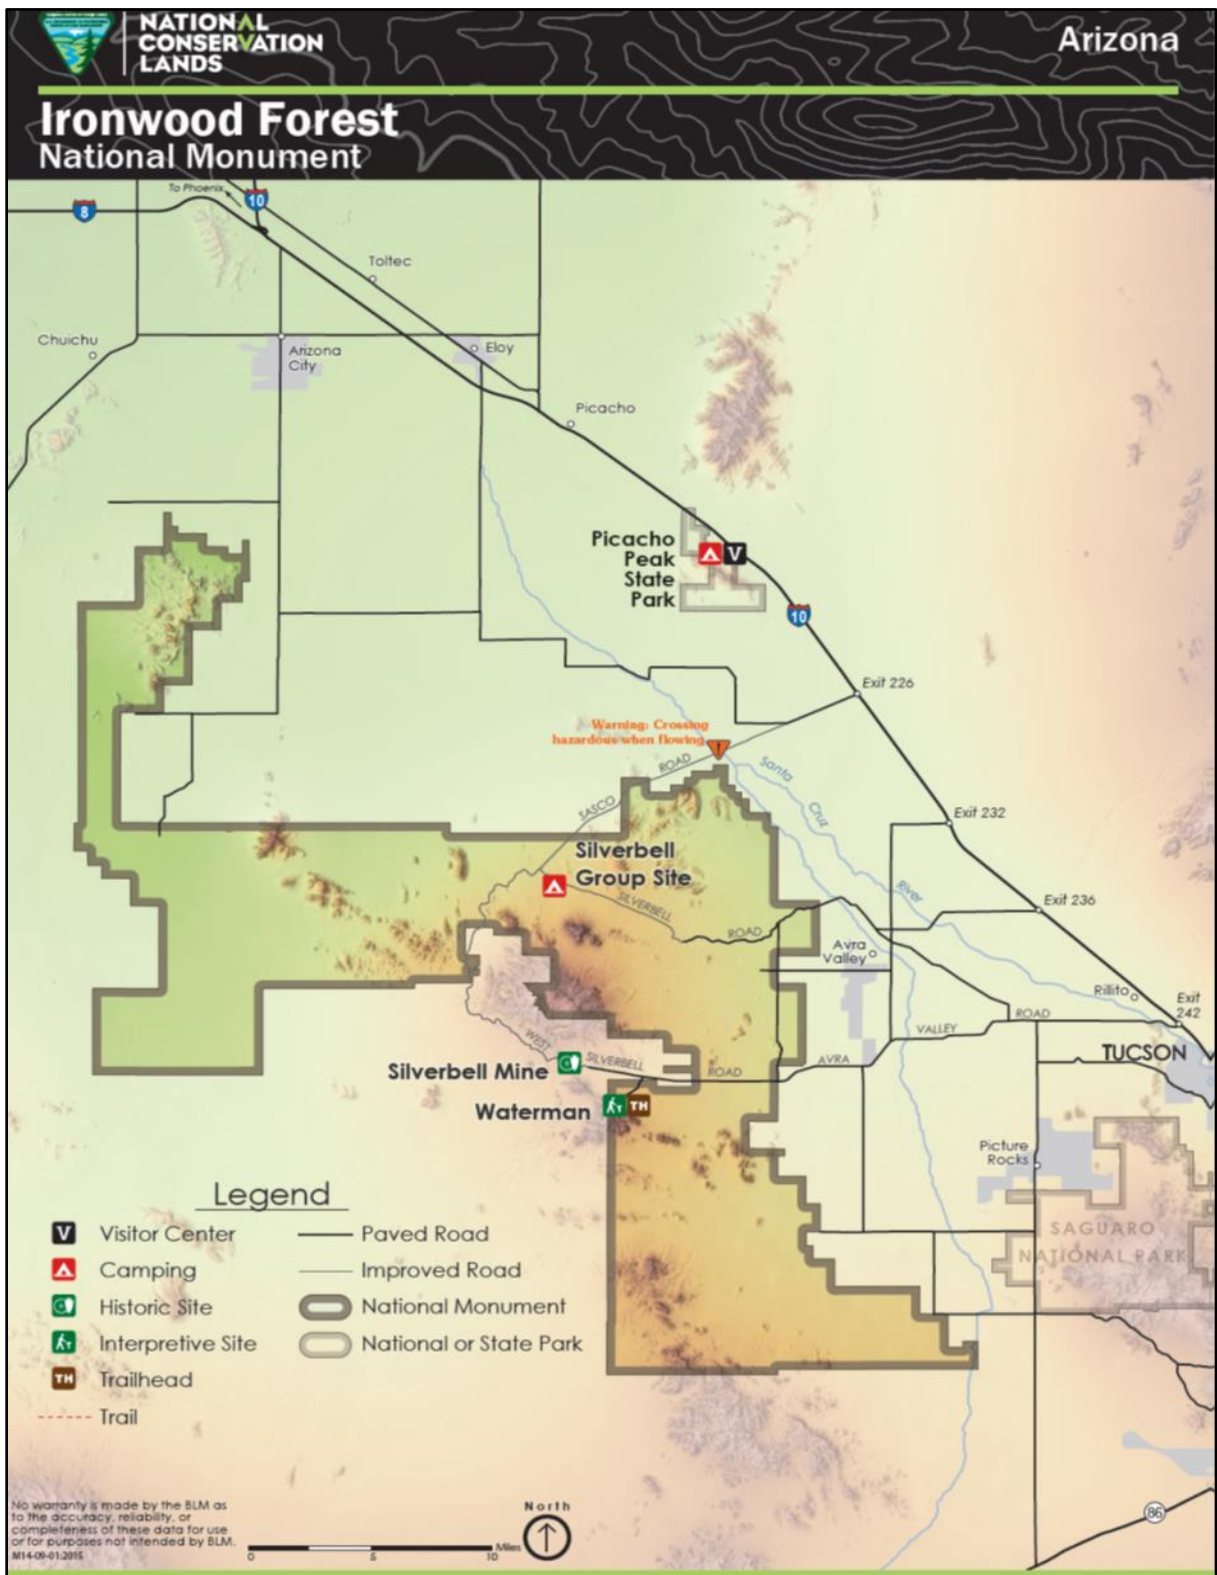 NATIONAL
CONSERVATION
LANDS
Arizona
Ironwood Forest
National Monument
To Phoenix
8
10
Toltec
Chuichu
Arizona
City
Eloy
Picacho
Picacho
Peak
State
Park
V
10
Exit 226
Warning: Crossing
hazardous when flowing
!
SASCO
ROAD
Santa
Cruz
River
Exit 232
Silverbell
Group Site
SILVERBELL
ROAD
Exit 236
Avra
Valley
Rillito
Exit
242
WEST
SILVERBELL
ROAD
AVRA
VALLEY
ROAD
TUCSON
Silverbell Mine
Waterman
TH
Picture
Rocks
SAGUARO
NATIONAL PARK
Legend
V Visitor Center
Camping
Historic Site
Interpretive Site
TH Trailhead
Trail
Paved Road
Improved Road
National Monument
National or State Park
86
No warranty is made by the BLM as
to the accuracy, reliability, or
completeness of these data for use
or for purposes not intended by BLM.
M14-09-01:2015
0 5 10 Miles
North